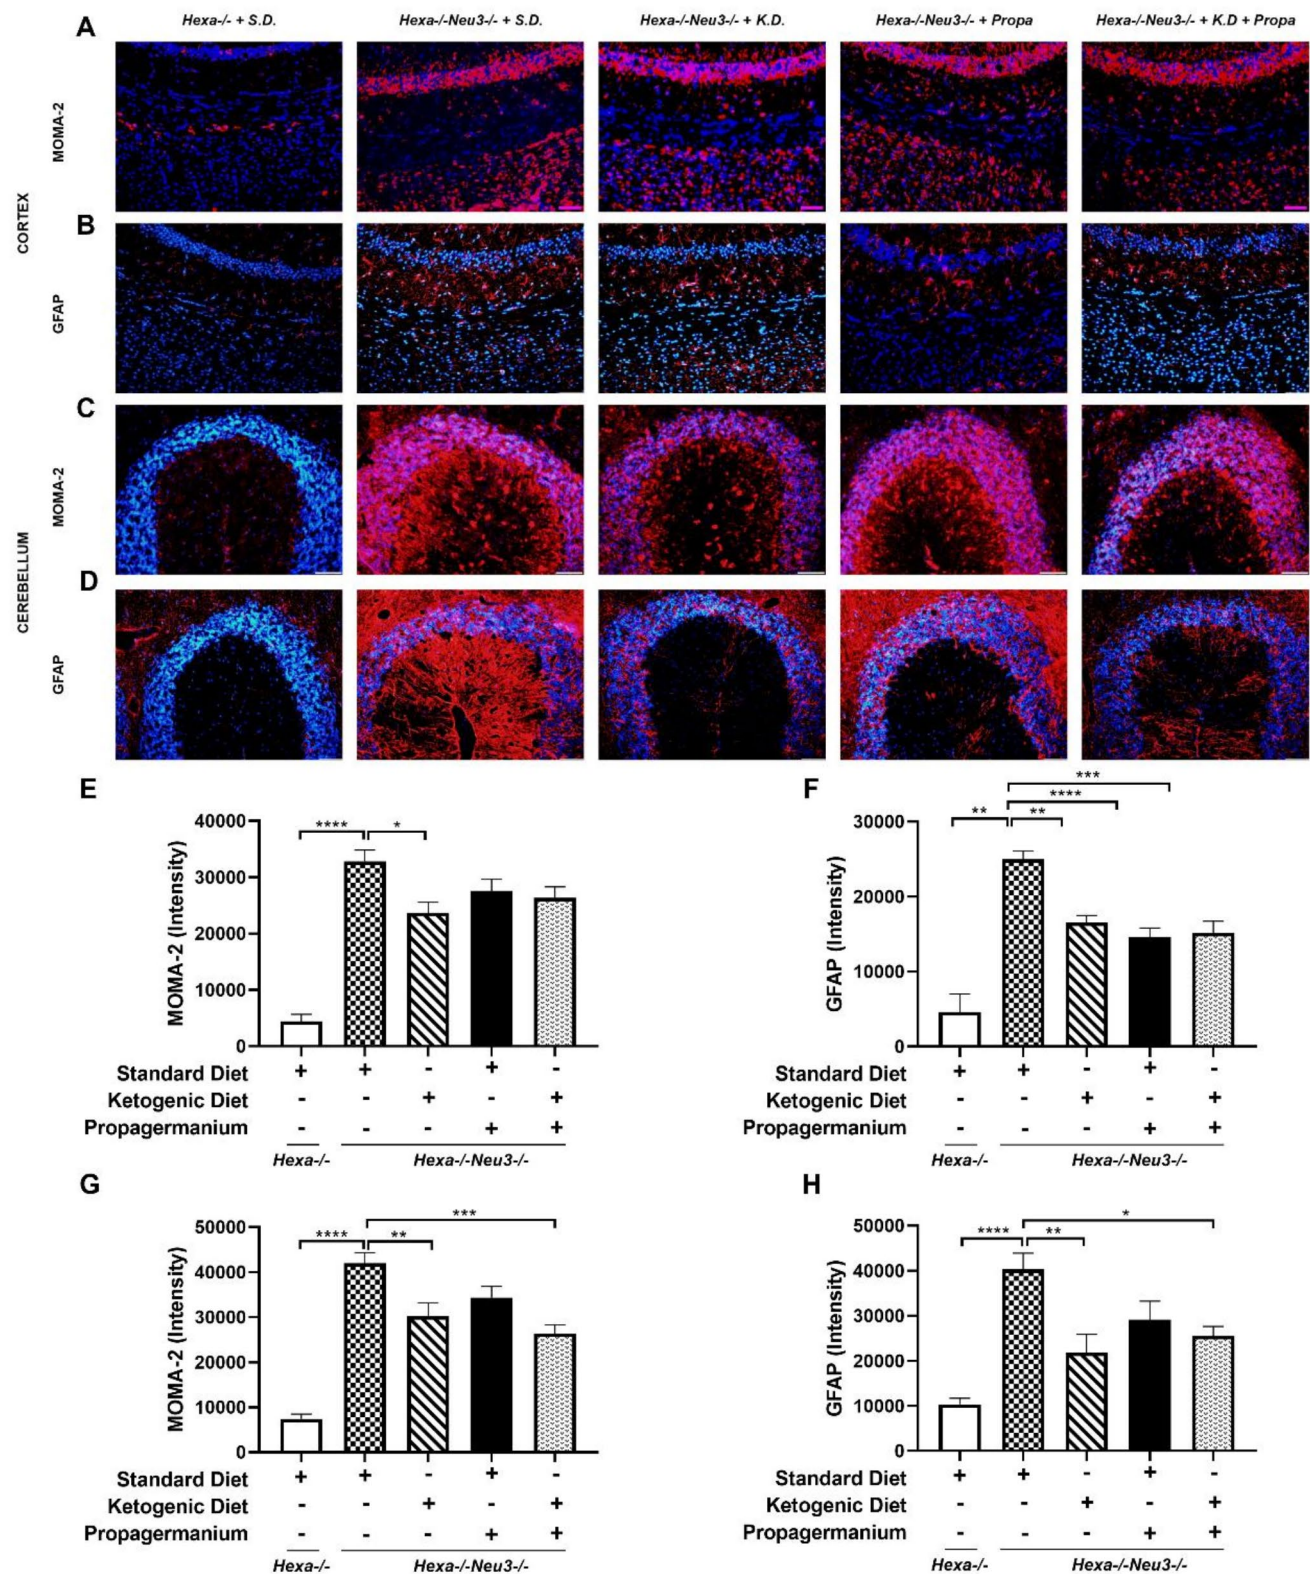 A
Hexa-/- + S.D.
Hexa-/-Neu3-/- + S.D.
Hexa-/-Neu3-/- + K.D.
Hexa-/-Neu3-/- + Propa
Hexa-/-Neu3-/- + K.D + Propa
MOMA-2
CORTEX
B
GFAP
C
MOMA-2
CEREBELLUM
D
GFAP
E
MOMA-2 (Intensity)
40000
30000
20000
10000
0
**** *
Standard Diet + + - + -
Ketogenic Diet - - + - +
Propagermanium - - - + +
Hexa-/- Hexa-/-Neu3-/-
F
GFAP (Intensity)
30000
20000
10000
0
***
****
** **
Standard Diet + + - + -
Ketogenic Diet - - + - +
Propagermanium - - - + +
Hexa-/- Hexa-/-Neu3-/-
G
MOMA-2 (Intensity)
50000
40000
30000
20000
10000
0
***
**** **
Standard Diet + + - + -
Ketogenic Diet - - + - +
Propagermanium - - - + +
Hexa-/- Hexa-/-Neu3-/-
H
GFAP (Intensity)
50000
40000
30000
20000
10000
0
*
**** **
Standard Diet + + - + -
Ketogenic Diet - - + - +
Propagermanium - - - + +
Hexa-/- Hexa-/-Neu3-/-